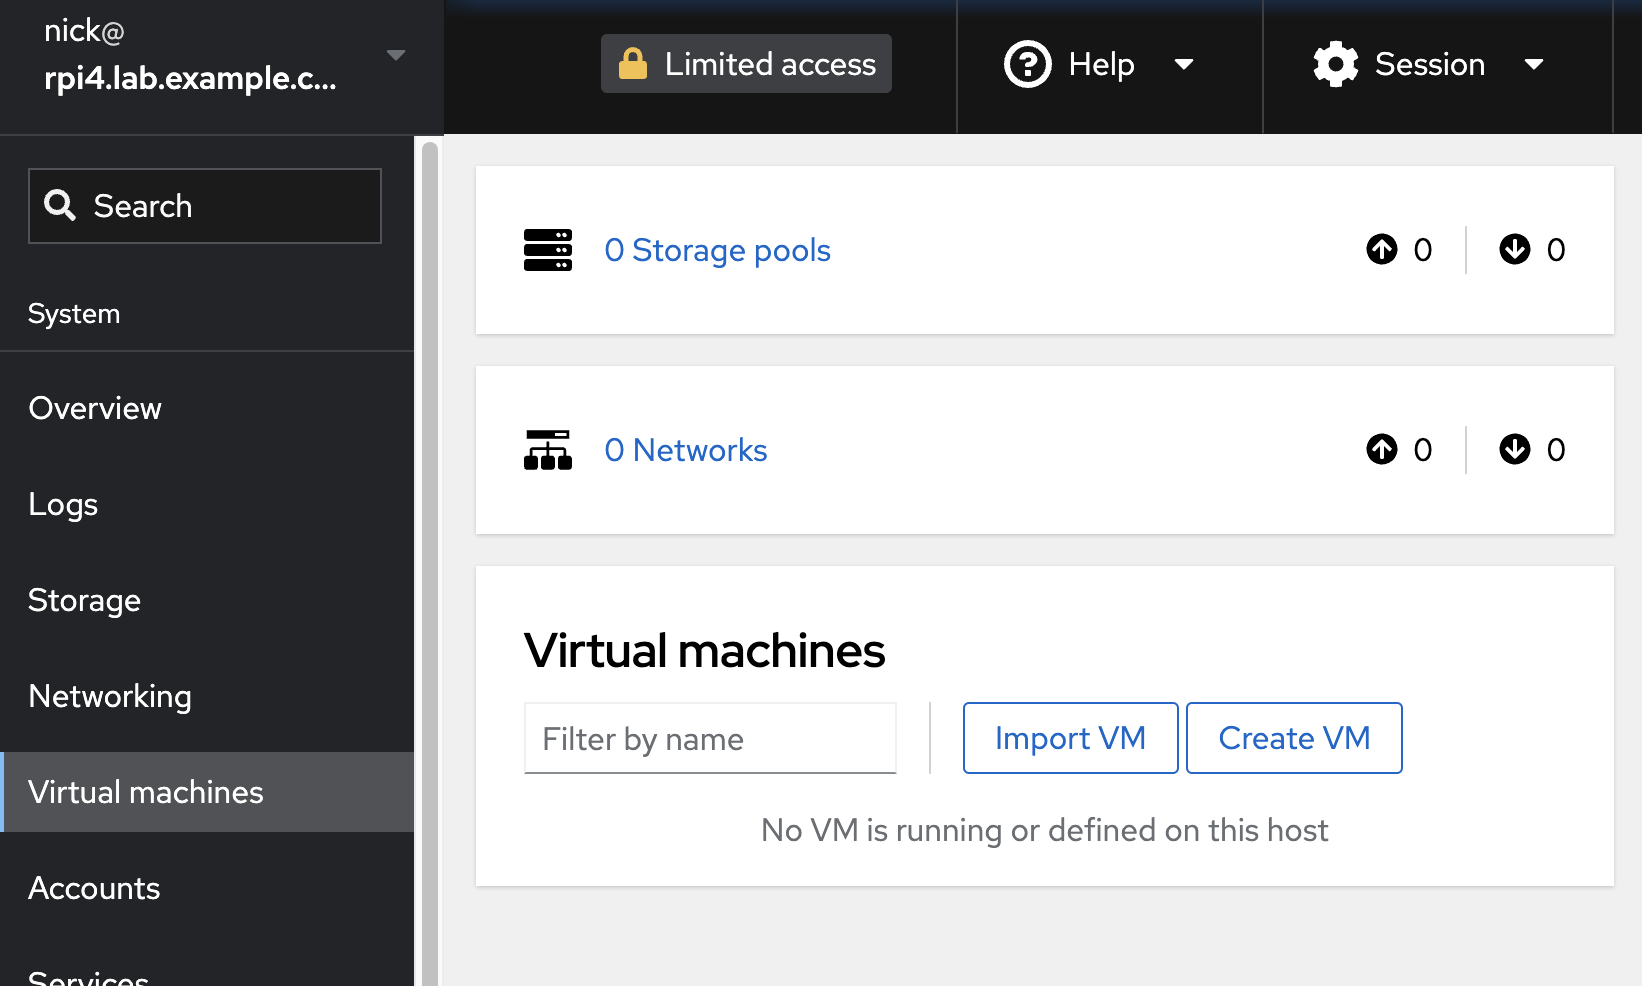 nick@
rpi4.lab.example.c...
Limited access
Help
Session
Search
System
Overview
Logs
Storage
Networking
Virtual machines
Accounts
Services
0 Storage pools
0
0
0 Networks
0
0
Virtual machines
Filter by name
Import VM
Create VM
No VM is running or defined on this host